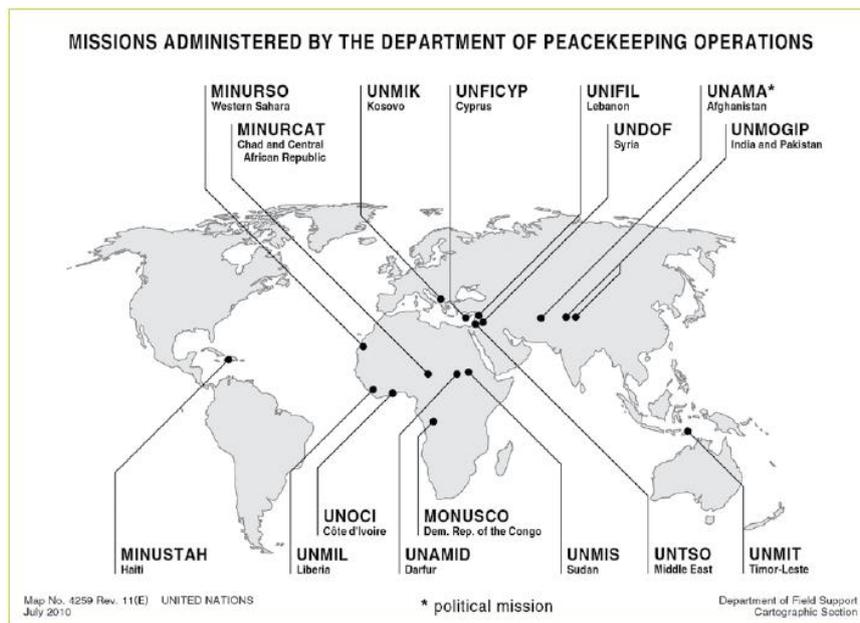 MISSIONS ADMINISTERED BY THE DEPARTMENT OF PEACEKEEPING OPERATIONS
MINURSO
Western Sahara
UNMIK
Kosovo
UNFICYP
Cyprus
UNIFIL
Lebanon
UNAMA*
Afghanistan
MINURCAT
Chad and Central
African Republic
UNDOF
Syria
UNMOGIP
India and Pakistan
UNOCI
Côte d'Ivoire
MONUSCO
Dem. Rep. of the Congo
MINUSTAH
Haiti
UNMIL
Liberia
UNAMID
Darfur
UNMIS
Sudan
UNTSO
Middle East
UNMIT
Timor-Leste
Map No. 4259 Rev. 11(E) UNITED NATIONS
July 2010
* political mission
Department of Field Support
Cartographic Section